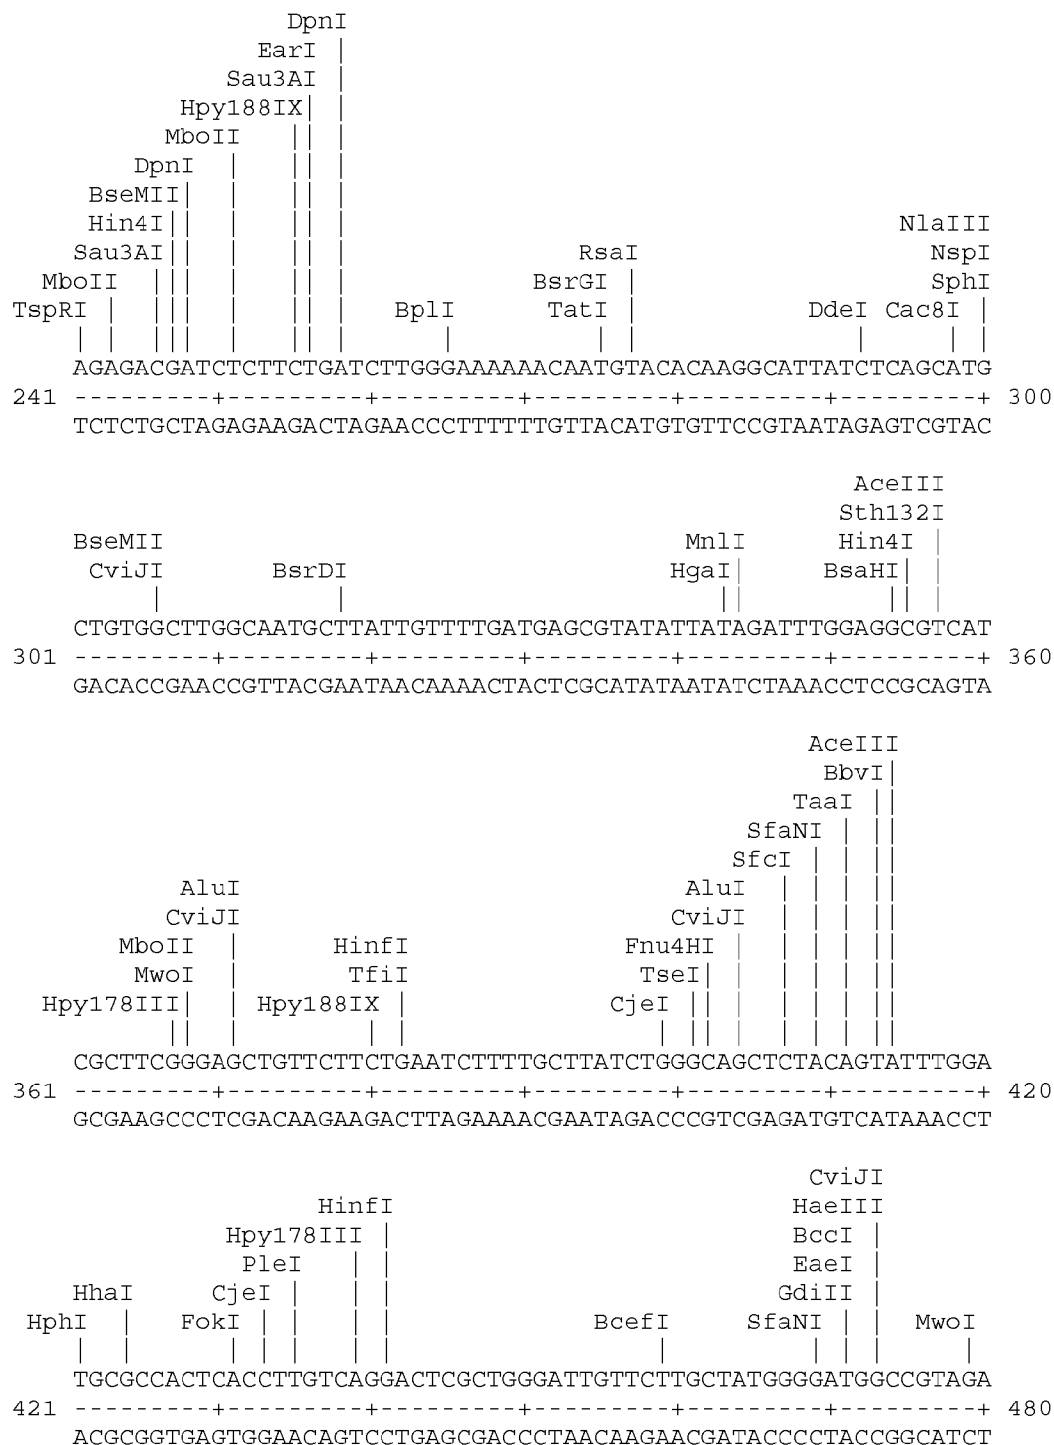 DpnI
EarI |
Sau3AI |
Hpy188IX| |
MboII || |
DpnI | || |
BseMII| | || |
Hin4I|| | || | NlaIII
Sau3AI|| | || | RsaI NspI
MboII ||| | || | BsrGI | SphI
TspRI | ||| | || | BplI TatI | DdeI Cac8I |
| | ||| | || | | | | | | |
AGAGACGATCTCTTCTGATCTTGGGAAAAAACAATGTACACAAGGCATTATCTCAGCATG
241 ---------+---------+---------+---------+---------+---------+ 300
TCTCTGCTAGAGAAGACTAGAACCCTTTTTTGTTACATGTGTTCCGTAATAGAGTCGTAC
AceIII
Sth132I
BseMII MnlI Hin4I |
CviJI BsrDI HgaI| BsaHI| |
| | || || |
CTGTGGCTTGGCAATGCTTATTGTTTTGATGAGCGTATATTATAGATTTGGAGGCGTCAT
301 ---------+---------+---------+---------+---------+---------+ 360
GACACCGAACCGTTACGAATAACAAAACTACTCGCATATAATATCTAAACCTCCGCAGTA
AceIII
BbvI|
TaaI ||
SfaNI | ||
SfcI | | ||
AluI AluI | | | ||
CviJI CviJI | | | ||
MboII | HinfI Fnu4HI | | | | ||
MwoI | TfiI TseI| | | | | ||
Hpy178III| | Hpy188IX | CjeI || | | | | ||
|| | | | | || | | | | ||
CGCTTCGGGAGCTGTTCTTCTGAATCTTTTGCTTATCTGGGCAGCTCTACAGTATTTGGA
361 ---------+---------+---------+---------+---------+---------+ 420
GCGAAGCCCTCGACAAGAAGACTTAGAAAACGAATAGACCCGTCGAGATGTCATAAACCT
CviJI
HinfI HaeIII
Hpy178III | BccI |
PleI | | EaeI |
HhaI CjeI | | | GdiII |
HphI | FokI | | | | BcefI SfaNI | | MwoI
| | | | | | | | | | | |
TGCGCCACTCACCTTGTCAGGACTCGCTGGGATTGTTCTTGCTATGGGGATGGCCGTAGA
421 ---------+---------+---------+---------+---------+---------+ 480
ACGCGGTGAGTGGAACAGTCCTGAGCGACCCTAACAAGAACGATACCCCTACCGGCATCT